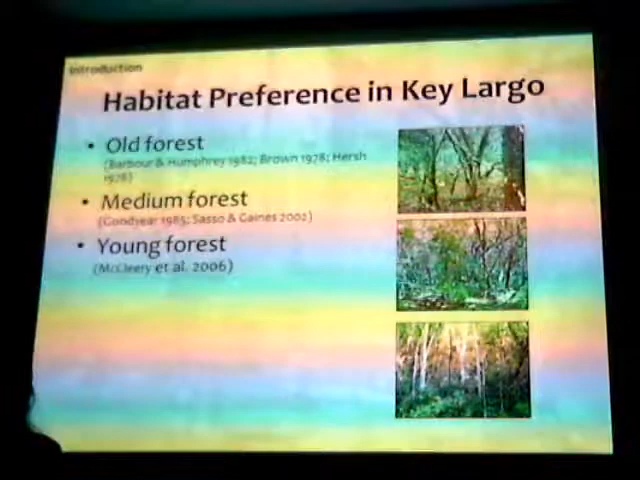 Introduction
Habitat Preference in Key Largo
• Old forest
(Barbour & Humphrey 1982; Brown 1978; Hersh
1978)
• Medium forest
(Goodyear 1985; Sasso & Gaines 2002)
• Young forest
(McCleery et al. 2006)